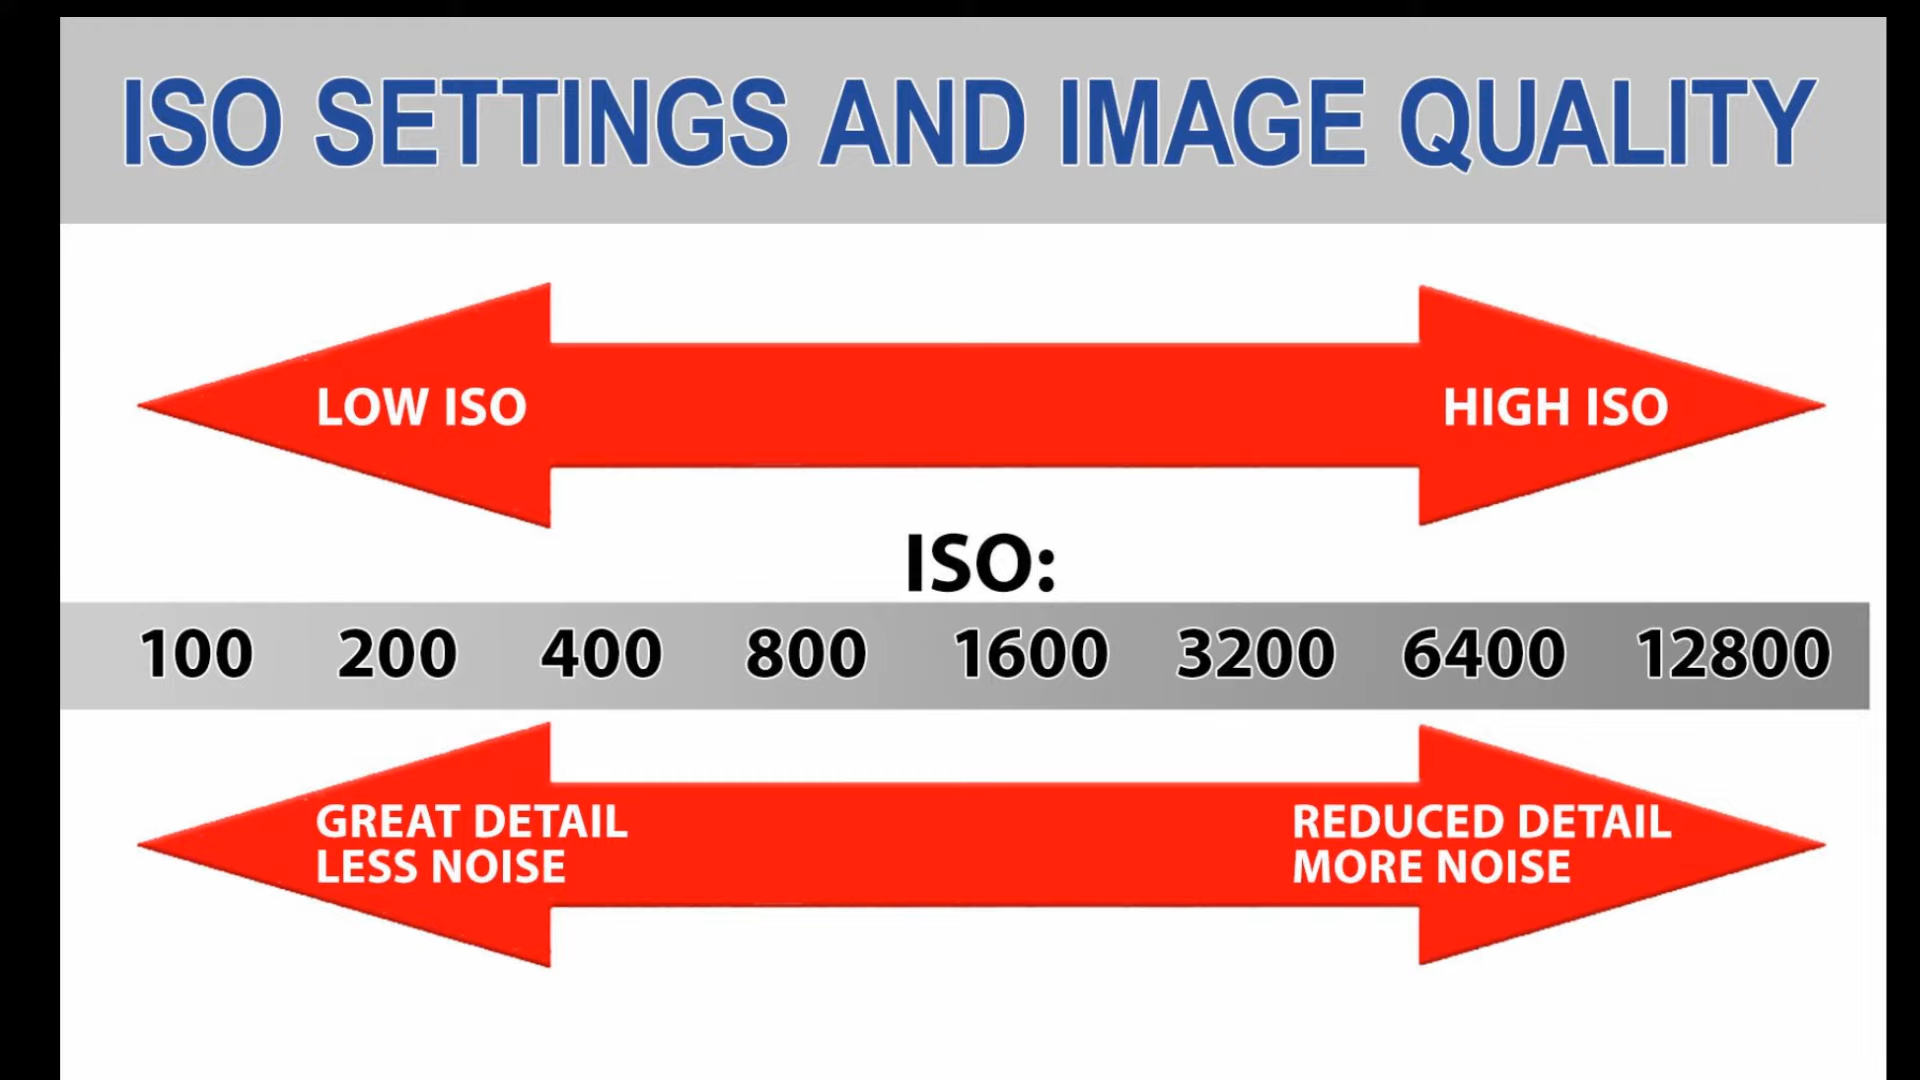 ISO SETTINGS AND IMAGE QUALITY
LOW ISO HIGH ISO
ISO:
100 200 400 800 1600 3200 6400 12800
GREAT DETAIL
LESS NOISE
REDUCED DETAIL
MORE NOISE